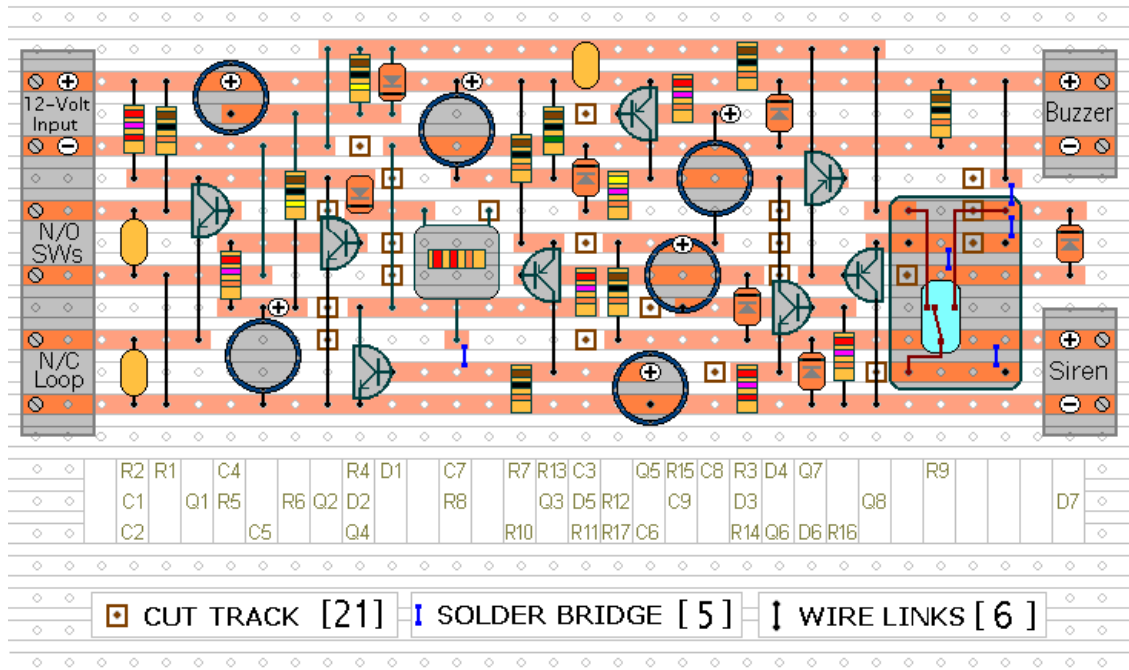 12-Volt
Input
N/O
SWs
N/C
Loop
Buzzer
Siren
R2 R1 C4 R4 D1 C7 R7 R13 C3 Q5 R15 C8 R3 D4 Q7 R9
C1 Q1 R5 R6 Q2 D2 R8 Q3 D5 R12 C9 D3 Q8 D7
C2 C5 Q4 R10 R11 R17 C6 R14 Q6 D6 R16
CUT TRACK [21] SOLDER BRIDGE [5] WIRE LINKS [6]